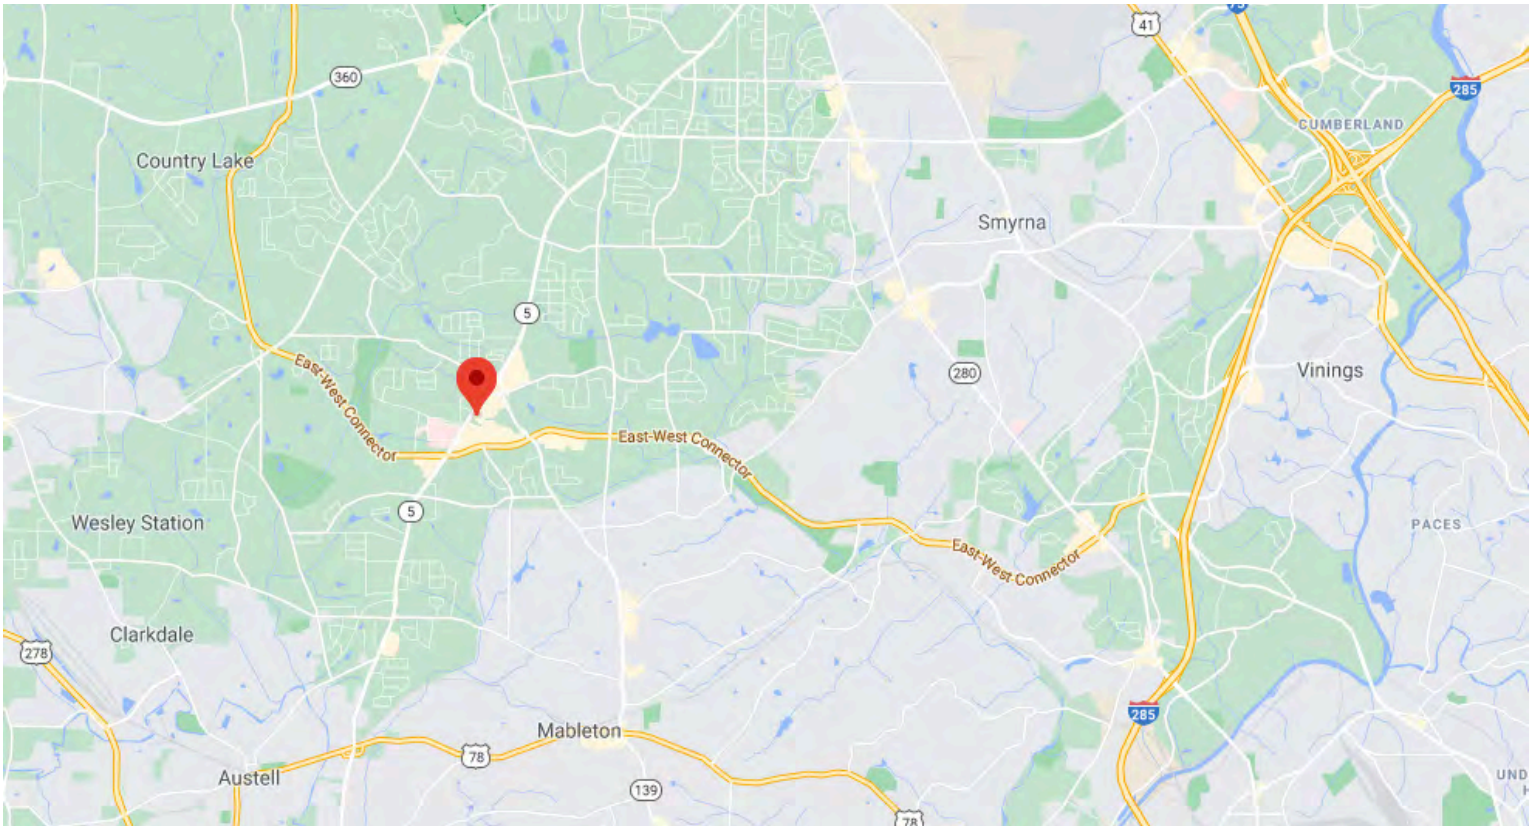 75
41
285
360
CUMBERLAND
Country Lake
Smyrna
5
East-West Connector
280
Vinings
East-West Connector
5
Wesley Station
PACES
East-West Connector
Clarkdale
278
285
Mableton
78
Austell
UND
H
139
78